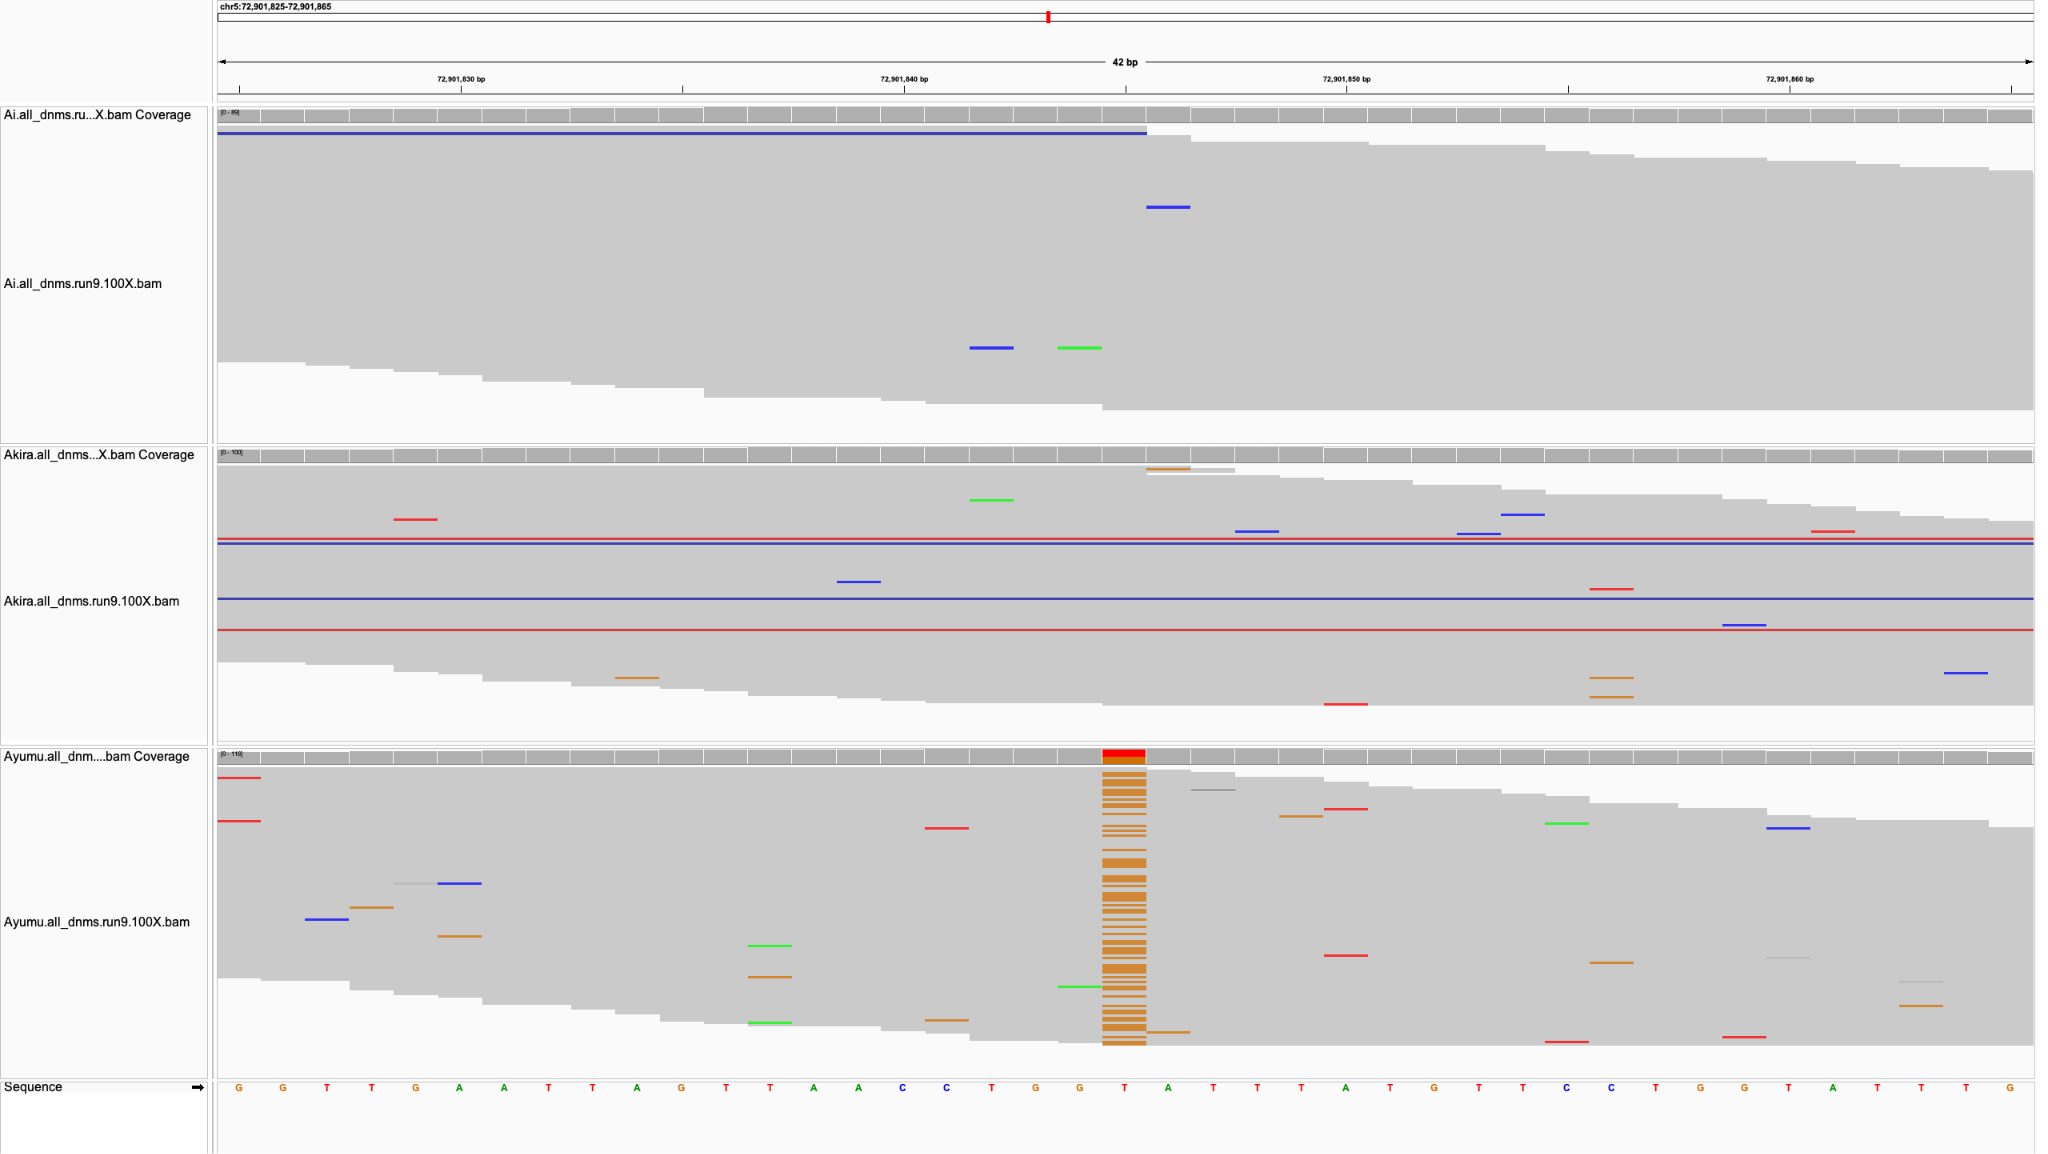 chr5:72,901,825-72,901,865
42 bp
72,901,830 bp 72,901,840 bp 72,901,850 bp 72,901,860 bp
Ai.all_dnms.ru...X.bam Coverage
[0 - 89]
Ai.all_dnms.run9.100X.bam
Akira.all_dnms...X.bam Coverage
[0 - 100]
Akira.all_dnms.run9.100X.bam
Ayumu.all_dnm....bam Coverage
Ayumu.all_dnms.run9.100X.bam
Sequence G G T T G A A T T A G T T A A C C T G G T A T T T A T G T T C C T G G T A T T T G